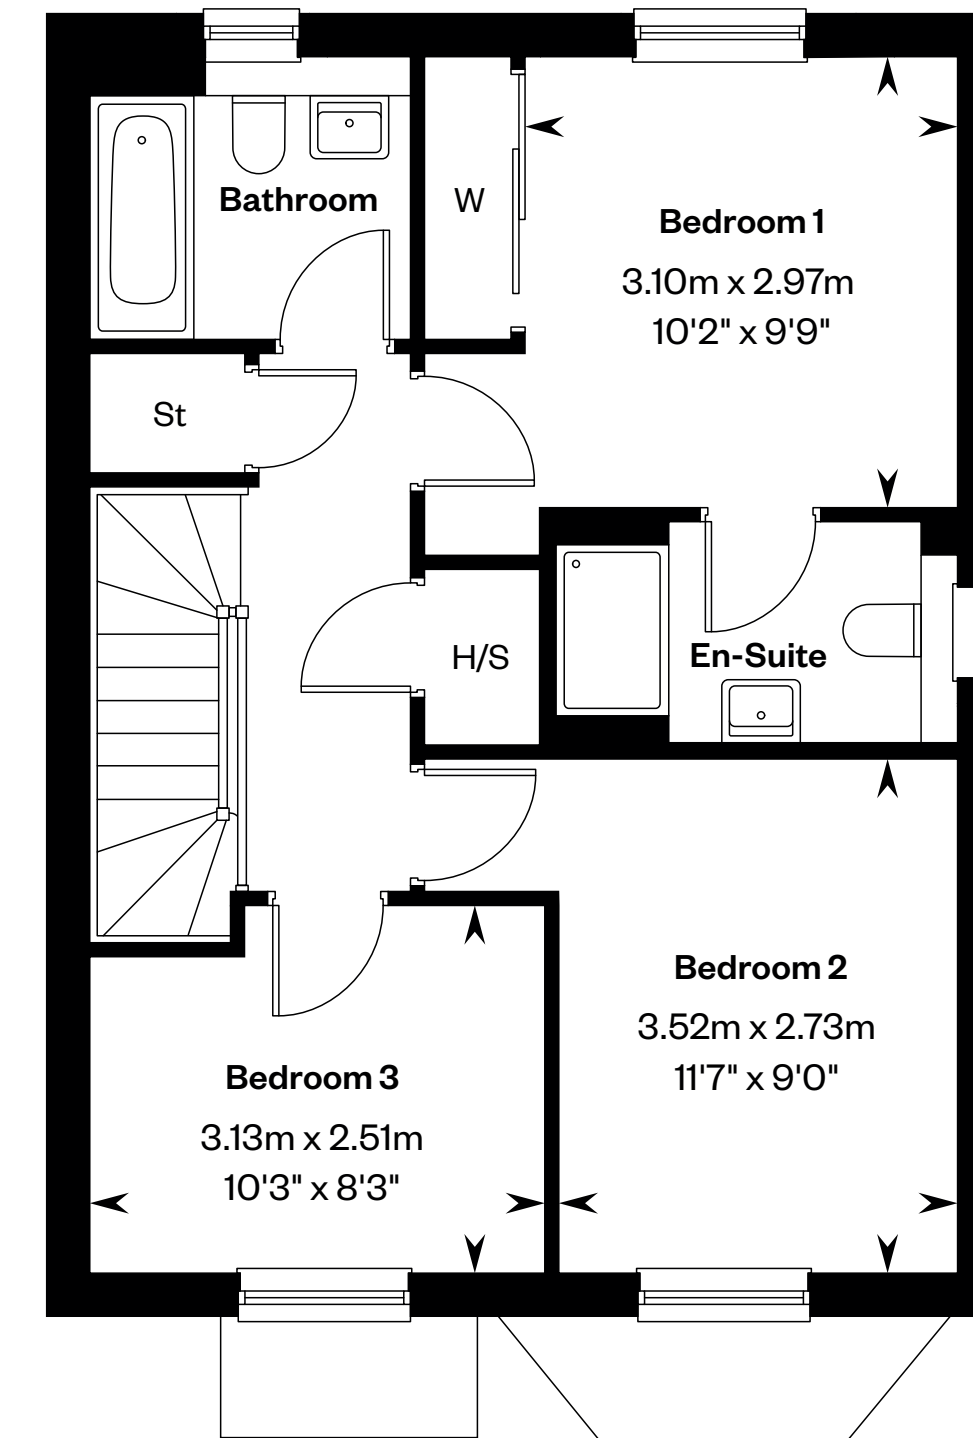 Bathroom
W
Bedroom 1
3.10m x 2.97m
10'2" x 9'9"
St
H/S
En-Suite
Bedroom 2
3.52m x 2.73m
11'7" x 9'0"
Bedroom 3
3.13m x 2.51m
10'3" x 8'3"